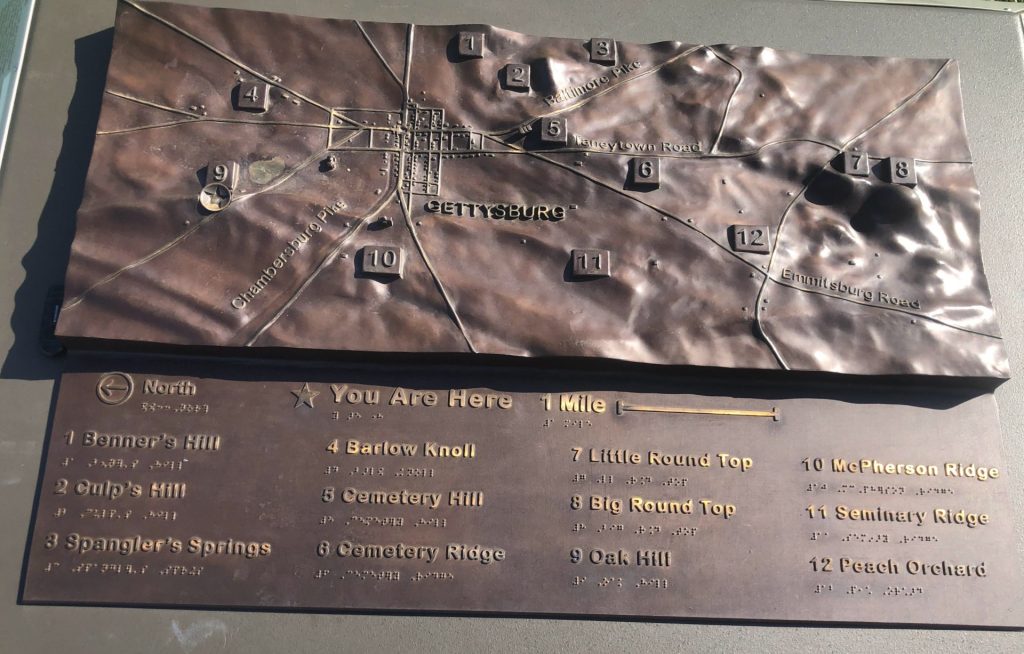 1
3
2
Baltimore Pike
4
5
Taneytown Road
6
7
8
9
GETTYSBURG
Chambersburg Pike
12
10
11
Emmitsburg Road
North
You Are Here
1 Mile
1 Benner's Hill
2 Culp's Hill
3 Spangler's Springs
4 Barlow Knoll
5 Cemetery Hill
6 Cemetery Ridge
7 Little Round Top
8 Big Round Top
9 Oak Hill
10 McPherson Ridge
11 Seminary Ridge
12 Peach Orchard